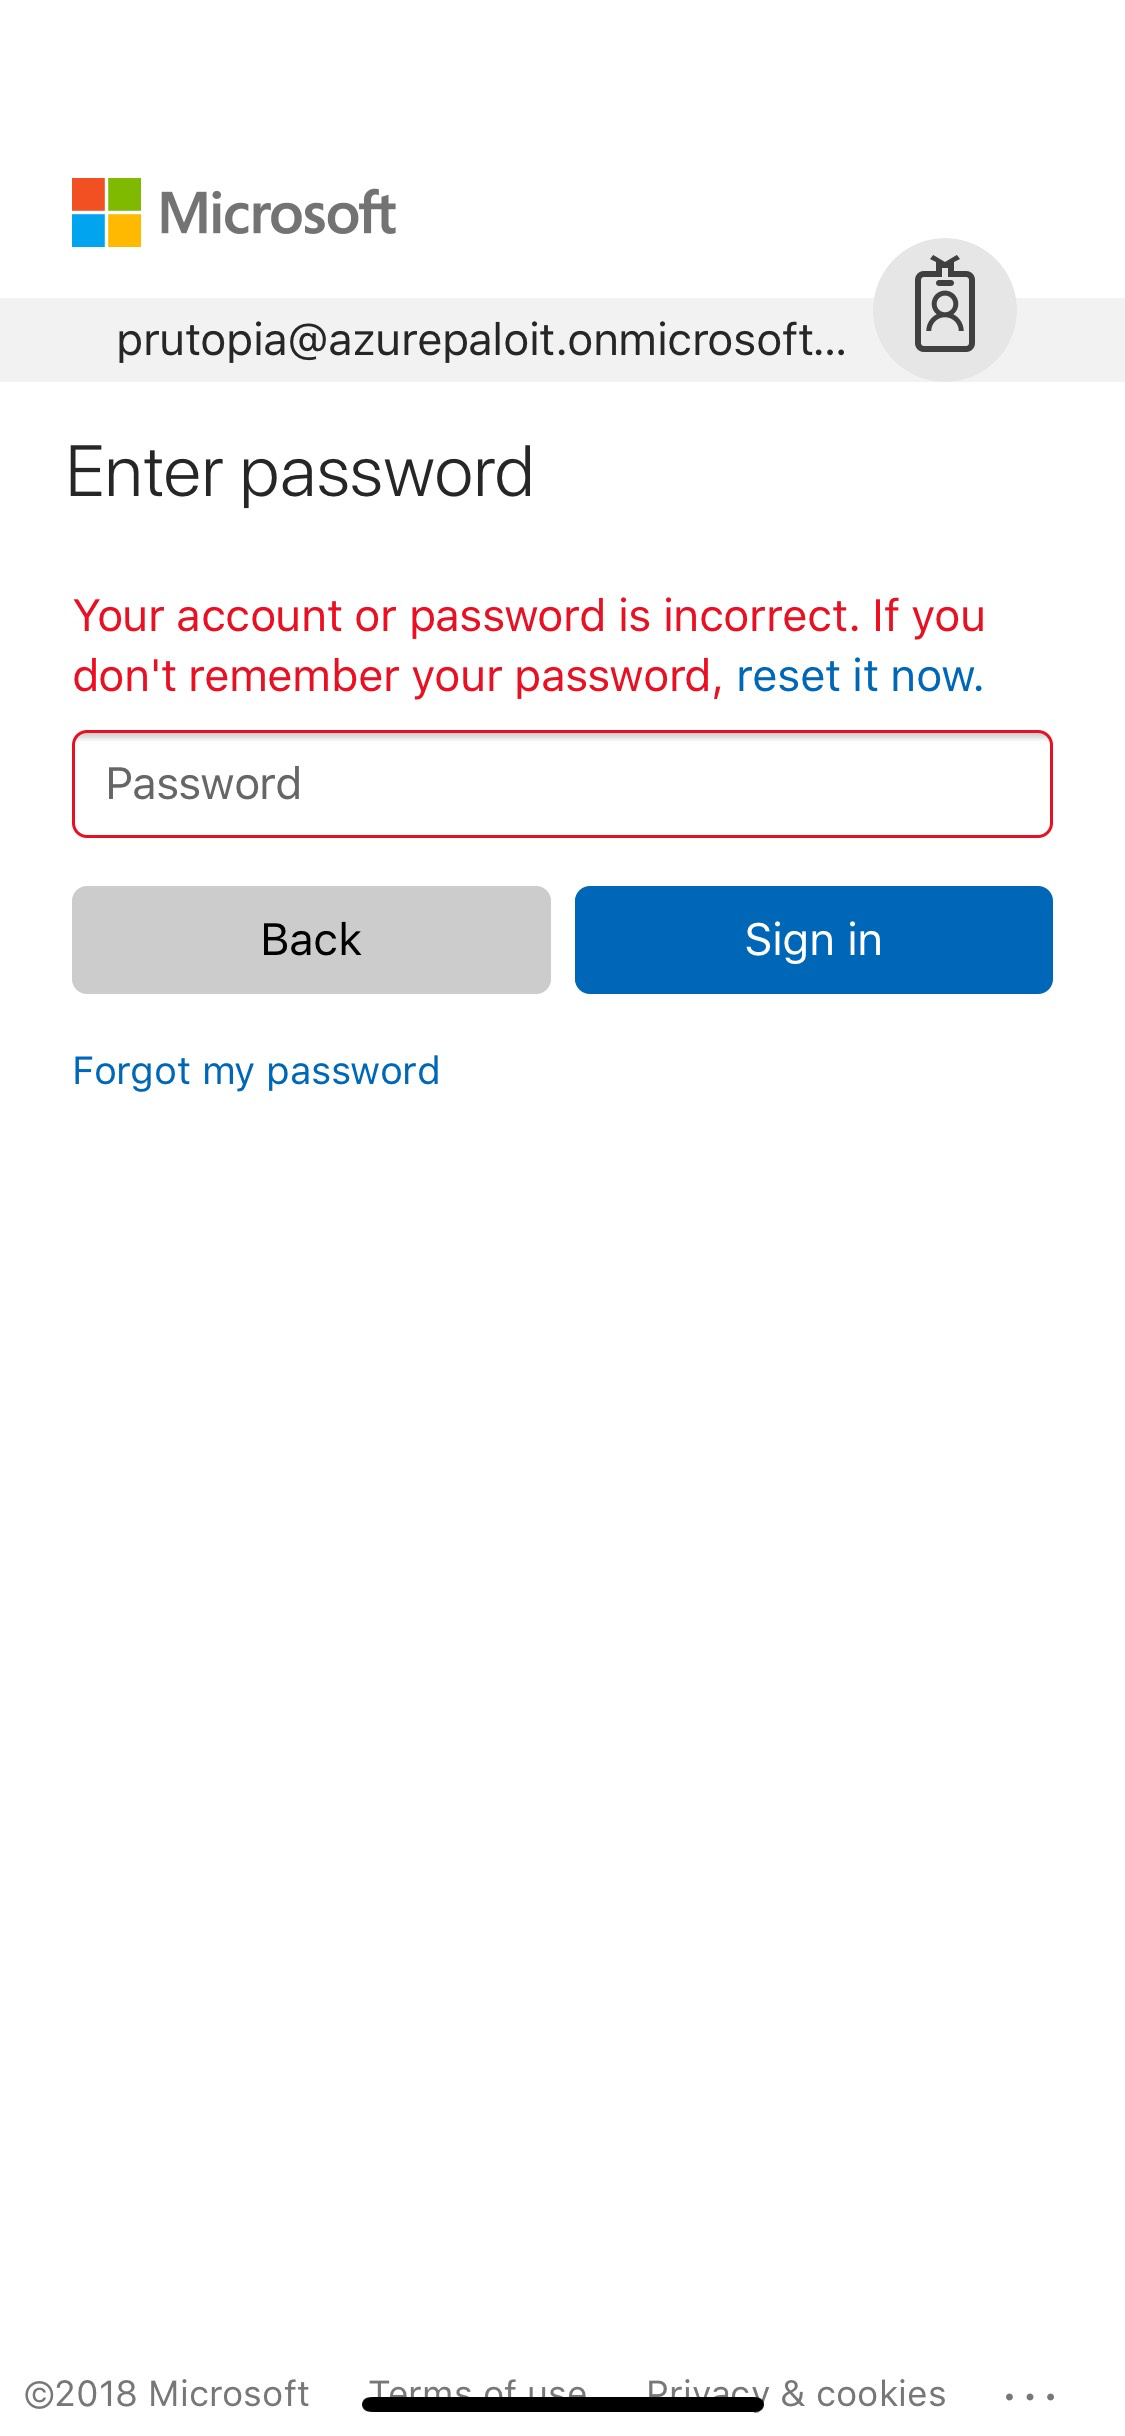 Microsoft
prutopia@azurepaloit.onmicrosoft...
Enter password
Your account or password is incorrect. If you
don't remember your password, reset it now.
Password
Back
Sign in
Forgot my password
©2018 Microsoft Terms of use Privacy & cookies ...